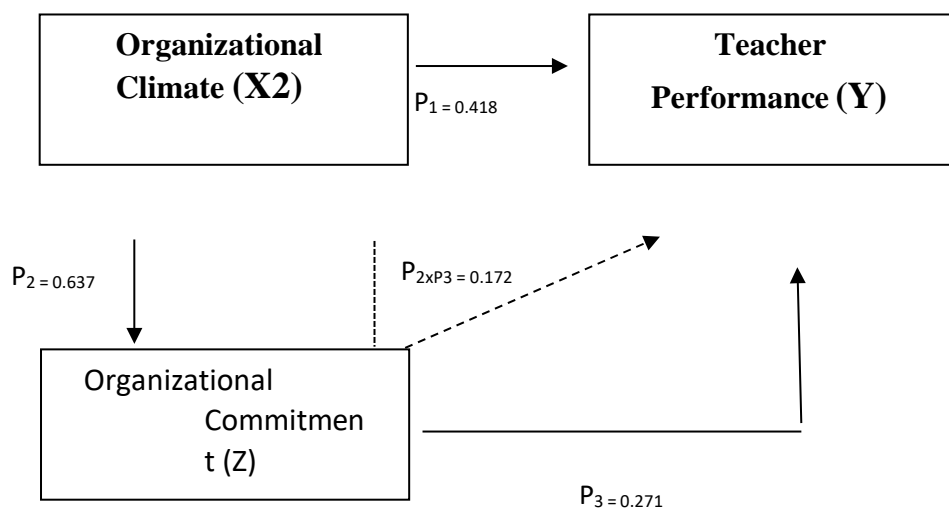 Organizational
Climate (X2)
Teacher
Performance (Y)
P1 = 0.418
P2 = 0.637
P2xP3 = 0.172
Organizational
Commitmen
t (Z)
P3 = 0.271